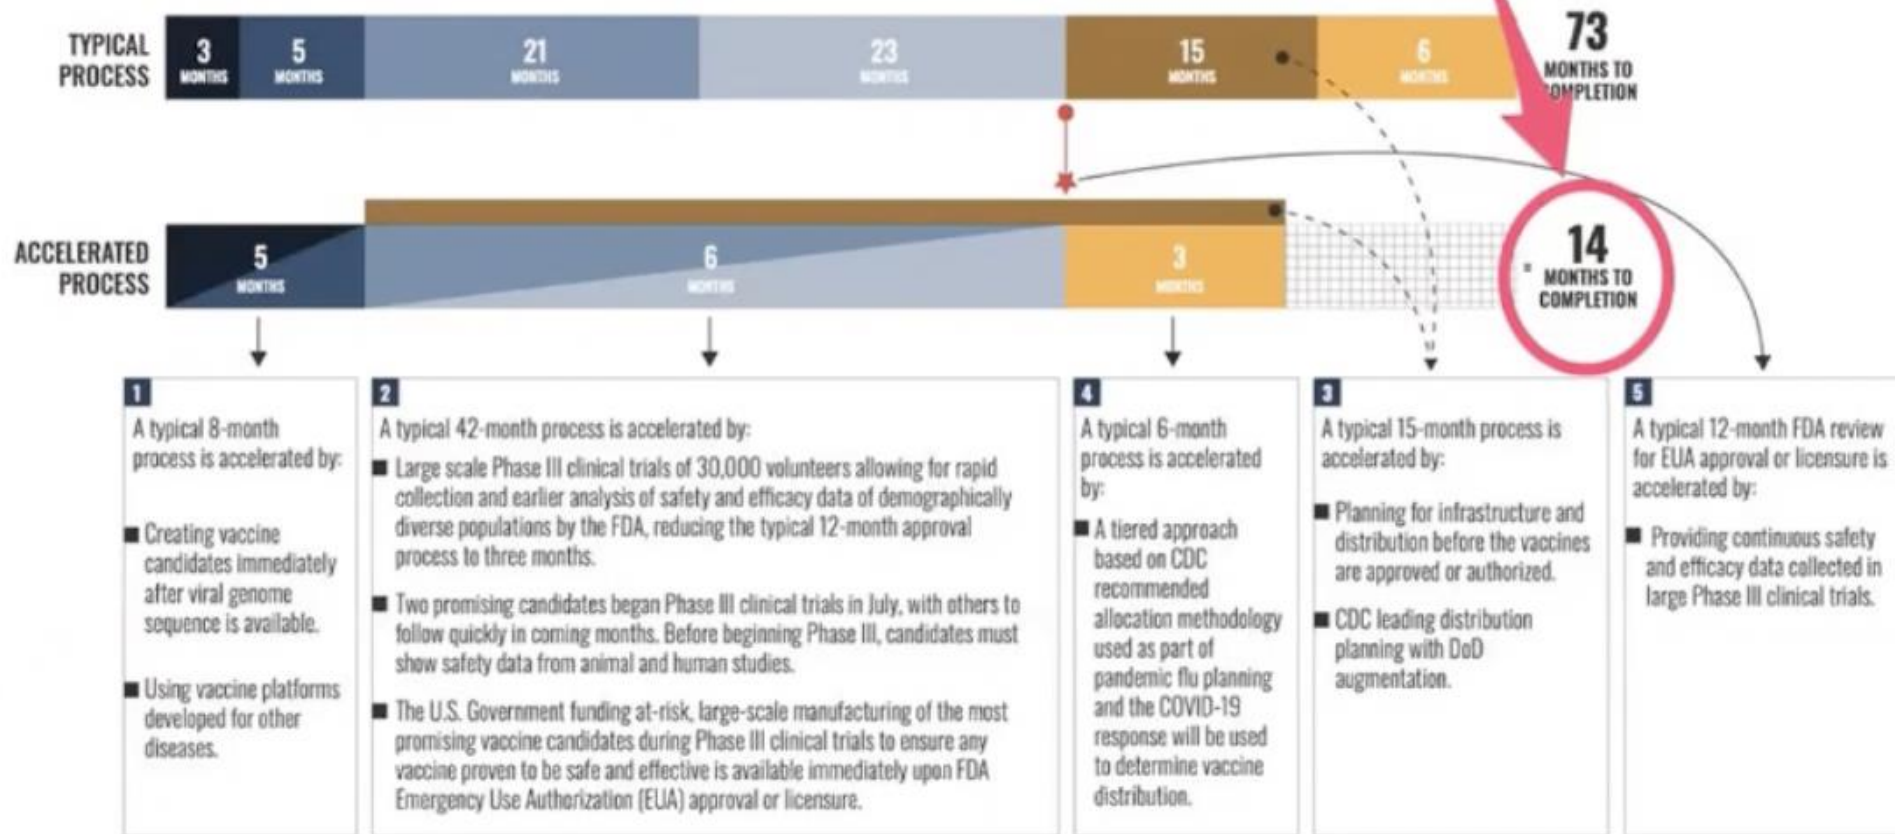 TYPICAL
PROCESS
3
MONTHS
5
MONTHS
21
MONTHS
23
MONTHS
15
MONTHS
6
MONTHS
73
MONTHS TO
COMPLETION
ACCELERATED
PROCESS
5
MONTHS
6
MONTHS
3
MONTHS
14
MONTHS TO
COMPLETION
1
A typical 8-month
process is accelerated by:
■ Creating vaccine
candidates immediately
after viral genome
sequence is available.
■ Using vaccine platforms
developed for other
diseases.
2
A typical 42-month process is accelerated by:
■ Large scale Phase III clinical trials of 30,000 volunteers allowing for rapid
collection and earlier analysis of safety and efficacy data of demographically
diverse populations by the FDA, reducing the typical 12-month approval
process to three months.
■ Two promising candidates began Phase III clinical trials in July, with others to
follow quickly in coming months. Before beginning Phase III, candidates must
show safety data from animal and human studies.
■ The U.S. Government funding at-risk, large-scale manufacturing of the most
promising vaccine candidates during Phase III clinical trials to ensure any
vaccine proven to be safe and effective is available immediately upon FDA
Emergency Use Authorization (EUA) approval or licensure.
4
A typical 6-month
process is accelerated
by:
■ A tiered approach
based on CDC
recommended
allocation methodology
used as part of
pandemic flu planning
and the COVID-19
response will be used
to determine vaccine
distribution.
3
A typical 15-month process is
accelerated by:
■ Planning for infrastructure and
distribution before the vaccines
are approved or authorized.
■ CDC leading distribution
planning with DoD
augmentation.
5
A typical 12-month FDA review
for EUA approval or licensure is
accelerated by:
■ Providing continuous safety
and efficacy data collected in
large Phase III clinical trials.